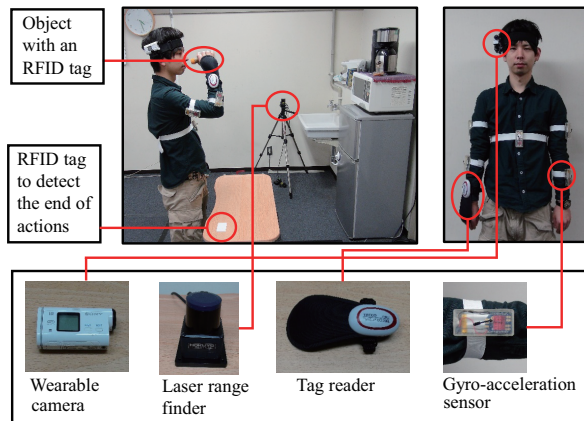 Object with an
RFID tag
RFID tag
to detect
the end of
actions
Wearable
camera
Laser range
finder
Tag reader
Gyro-acceleration
sensor